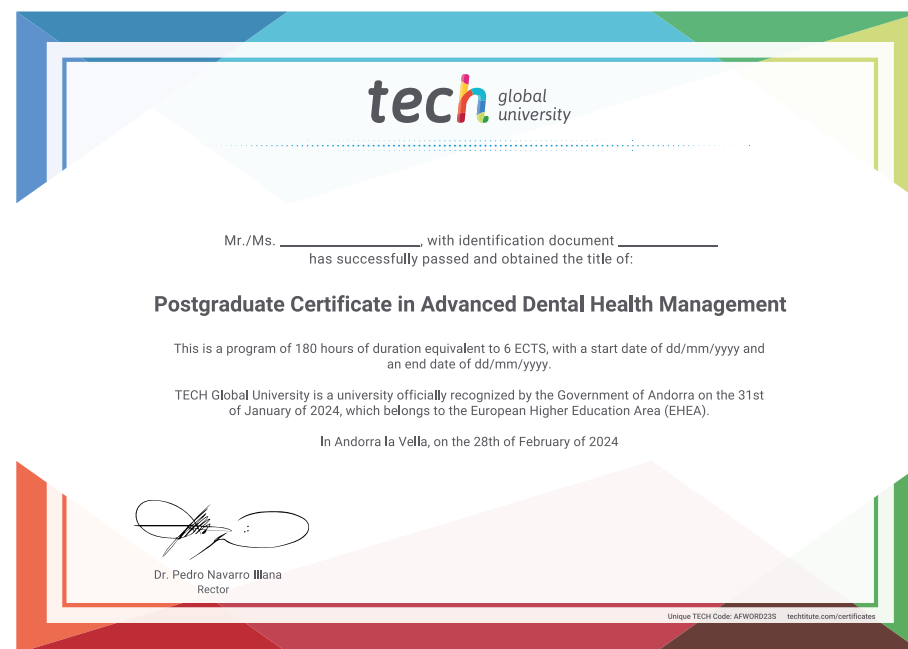 tech global university
Mr./Ms. ____________, with identification document ____________
has successfully passed and obtained the title of:
Postgraduate Certificate in Advanced Dental Health Management
This is a program of 180 hours of duration equivalent to 6 ECTS, with a start date of dd/mm/yyyy and
an end date of dd/mm/yyyy.
TECH Global University is a university officially recognized by the Government of Andorra on the 31st
of January of 2024, which belongs to the European Higher Education Area (EHEA).
In Andorra la Vella, on the 28th of February of 2024
Dr. Pedro Navarro Illana
Rector
Unique TECH Code: AFWORD23S techtitute.com/certificates